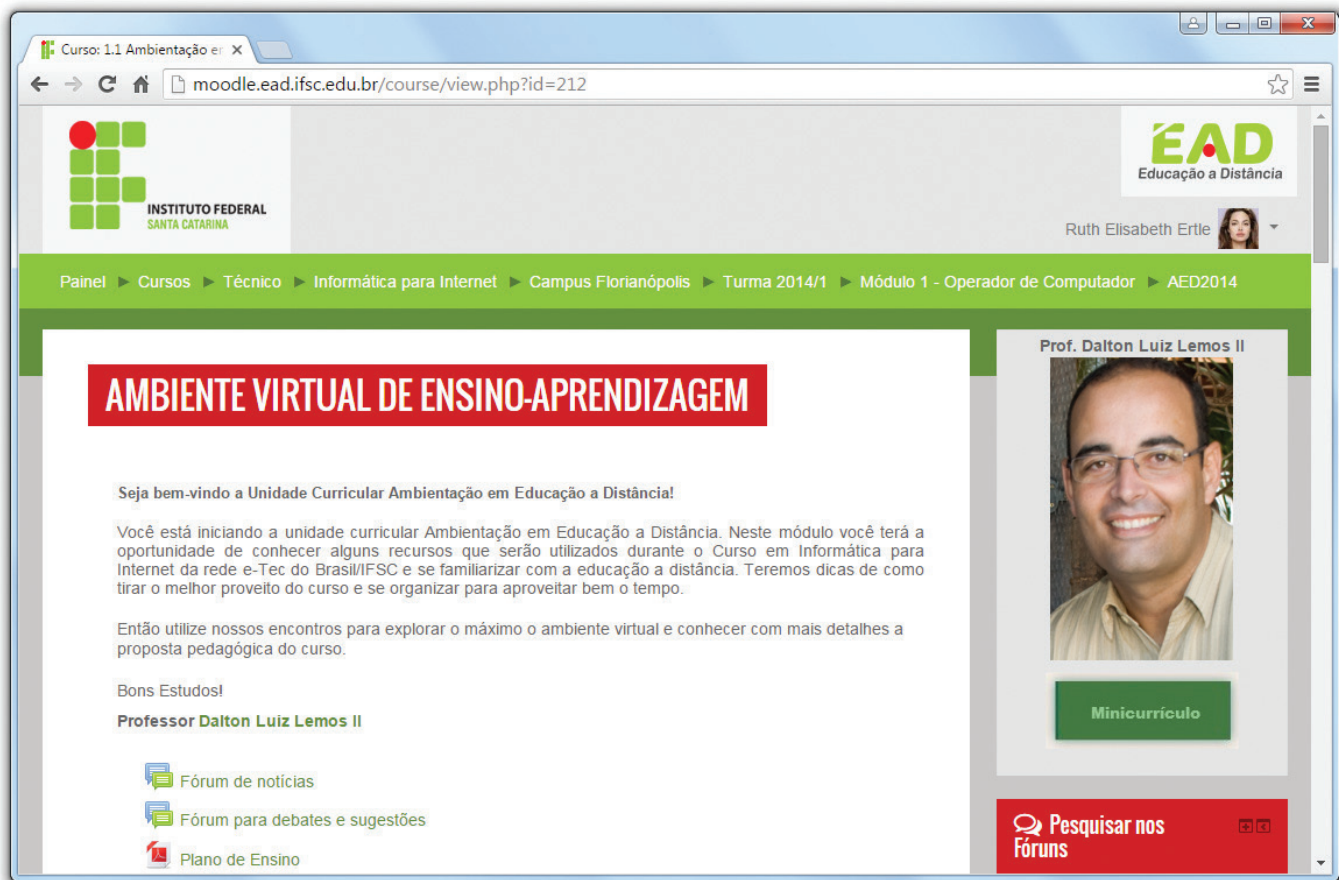 Curso: 1.1 Ambientação er
moodle.ead.ifsc.edu.br/course/view.php?id=212
INSTITUTO FEDERAL
SANTA CATARINA
EAD
Educação a Distância
Ruth Elisabeth Ertle
Painel ► Cursos ► Técnico ► Informática para Internet ► Campus Florianópolis ► Turma 2014/1 ► Módulo 1 - Operador de Computador ► AED2014
AMBIENTE VIRTUAL DE ENSINO-APRENDIZAGEM
Seja bem-vindo a Unidade Curricular Ambientação em Educação a Distância!
Você está iniciando a unidade curricular Ambientação em Educação a Distância. Neste módulo você terá a
oportunidade de conhecer alguns recursos que serão utilizados durante o Curso em Informática para
Internet da rede e-Tec do Brasil/IFSC e se familiarizar com a educação a distância. Teremos dicas de como
tirar o melhor proveito do curso e se organizar para aproveitar bem o tempo.
Então utilize nossos encontros para explorar o máximo o ambiente virtual e conhecer com mais detalhes a
proposta pedagógica do curso.
Bons Estudos!
Professor Dalton Luiz Lemos II
Fórum de notícias
Fórum para debates e sugestões
Plano de Ensino
Prof. Dalton Luiz Lemos II
Minicurrículo
Pesquisar nos
Fóruns